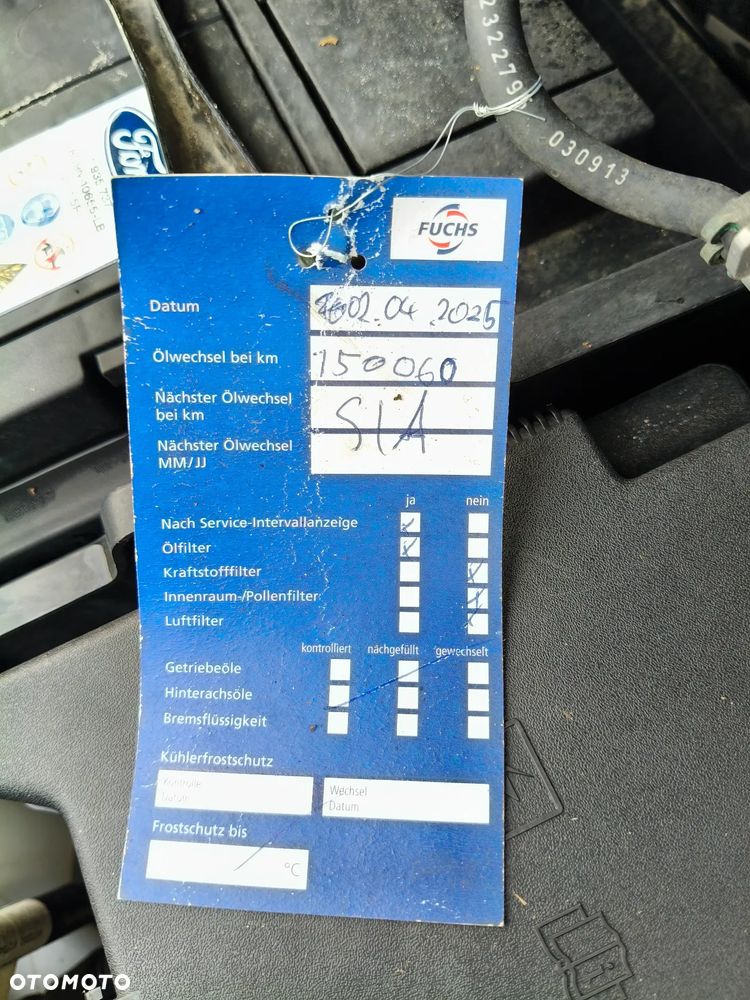 232279
030913
Ford
FUCHS
Datum 02.04.2025
Ölwechsel bei km 150060
Nächster Ölwechsel
bei km SIA
Nächster Ölwechsel
MM/JJ
ja nein
Nach Service-Intervallanzeige
Ölfilter
Kraftstofffilter
Innenraum-/Pollenfilter
Luftfilter
kontrolliert nachgefüllt gewechselt
Getriebeöle
Hinterachsöle
Bremsflüssigkeit
Kühlerfrostschutz
Kontrolle Wechsel
Datum Datum
Frostschutz bis
°C
OTOMOTO